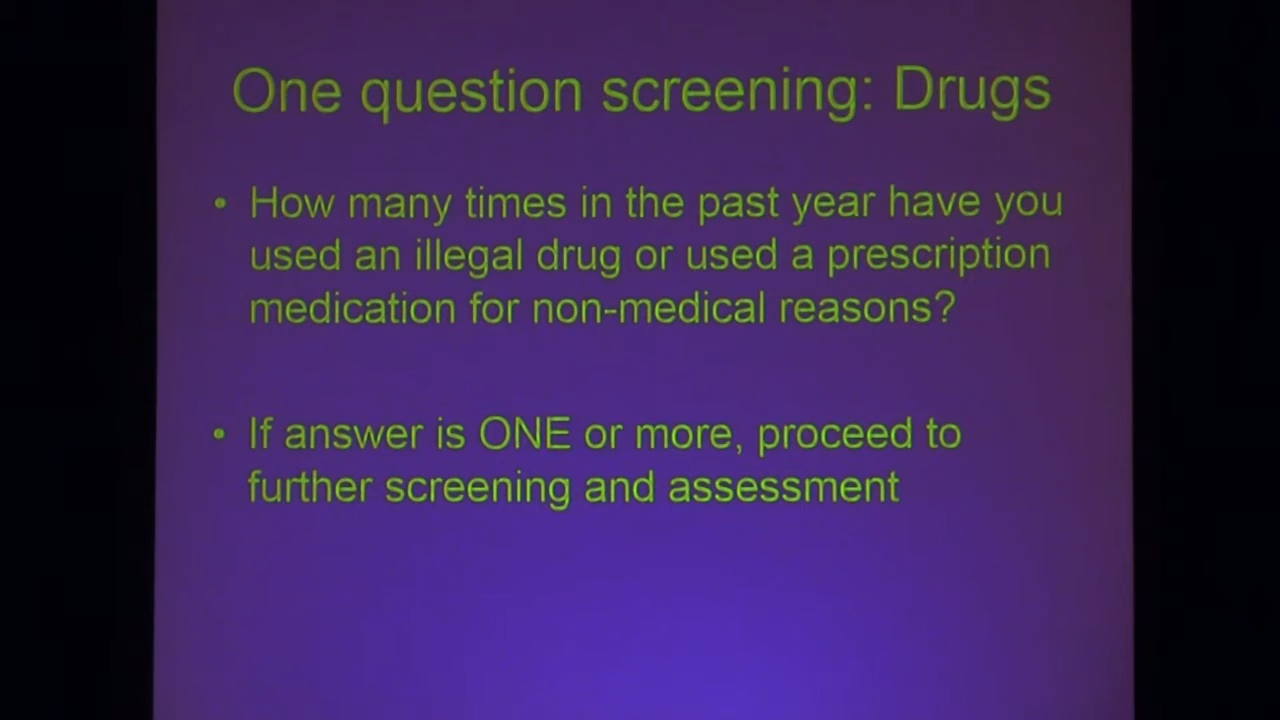 One question screening: Drugs
• How many times in the past year have you
used an illegal drug or used a prescription
medication for non-medical reasons?
• If answer is ONE or more, proceed to
further screening and assessment